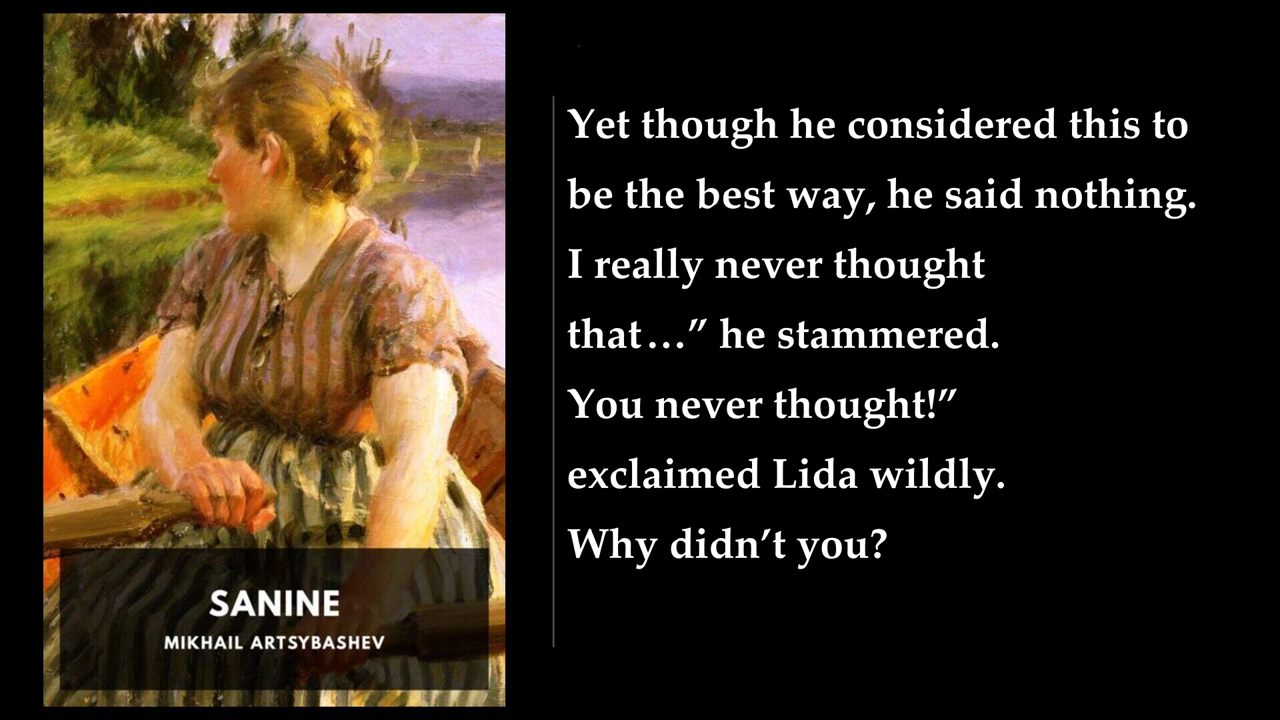 Yet though he considered this to
be the best way, he said nothing.
I really never thought
that…” he stammered.
You never thought!”
exclaimed Lida wildly.
Why didn’t you?
SANINE
MIKHAIL ARTSYBASHEV